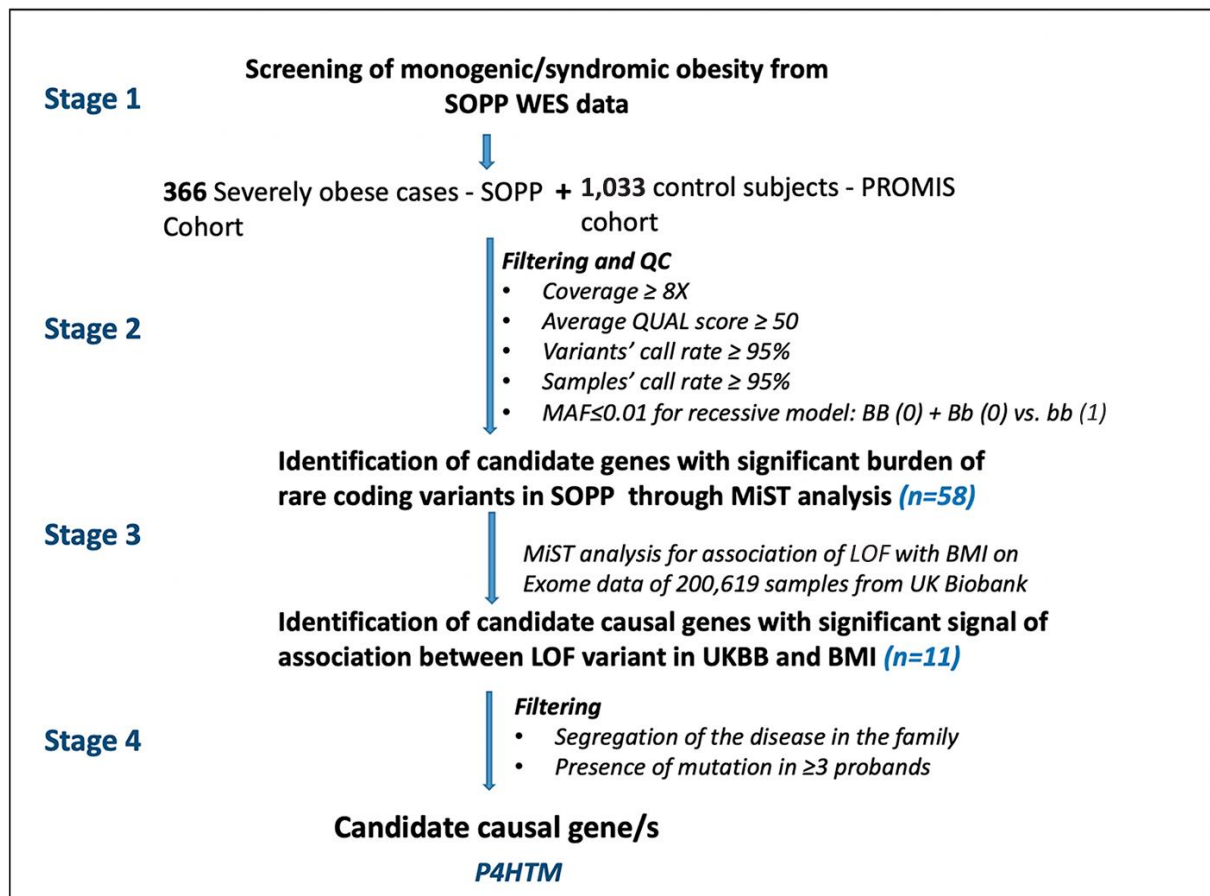 Stage 1
Screening of monogenic/syndromic obesity from
SOPP WES data
366 Severely obese cases - SOPP + 1,033 control subjects - PROMIS
Cohort
cohort
Filtering and QC
• Coverage ≥ 8X
Stage 2
• Average QUAL score ≥ 50
• Variants’ call rate ≥ 95%
• Samples’ call rate ≥ 95%
• MAF≤0.01 for recessive model: BB (0) + Bb (0) vs. bb (1)
Identification of candidate genes with significant burden of
rare coding variants in SOPP through MiST analysis (n=58)
Stage 3
MiST analysis for association of LOF with BMI on
Exome data of 200,619 samples from UK Biobank
Identification of candidate causal genes with significant signal of
association between LOF variant in UKBB and BMI (n=11)
Stage 4
Filtering
• Segregation of the disease in the family
• Presence of mutation in ≥3 probands
Candidate causal gene/s
P4HTM